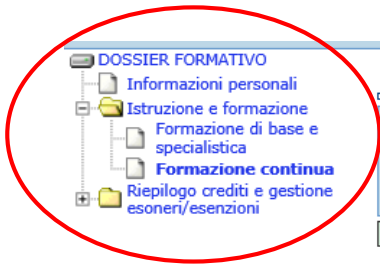 DOSSIER FORMATIVO
Informazioni personali
Istruzione e formazione
Formazione di base e
specialistica
Formazione continua
Riepilogo crediti e gestione
esoneri/esenzioni